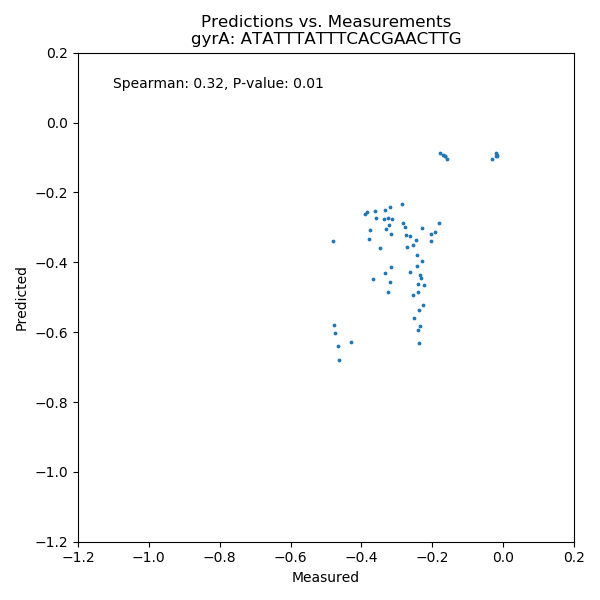 Predictions vs. Measurements
gyrA: ATATTTATTTCACGAACTTG
Spearman: 0.32, P-value: 0.01
0.2
0.0
−0.2
−0.4
−0.6
−0.8
−1.0
−1.2
Predicted
−1.2 −1.0 −0.8 −0.6 −0.4 −0.2 0.0 0.2
Measured